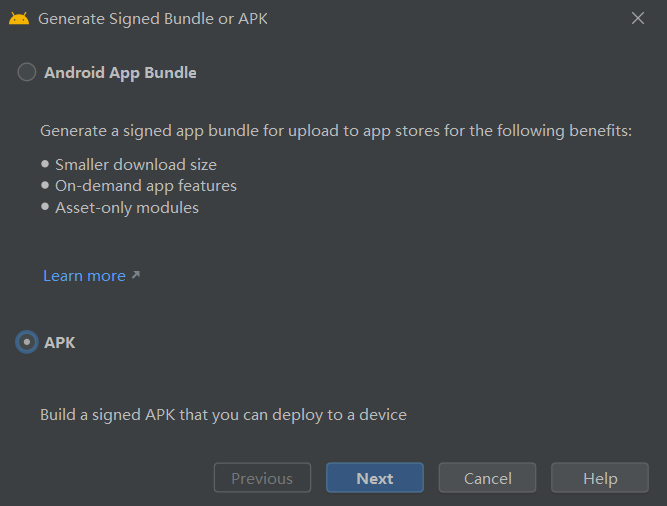 Generate Signed Bundle or APK
Android App Bundle
Generate a signed app bundle for upload to app stores for the following benefits:
• Smaller download size
• On-demand app features
• Asset-only modules
Learn more ↗
APK
Build a signed APK that you can deploy to a device
Previous Next Cancel Help